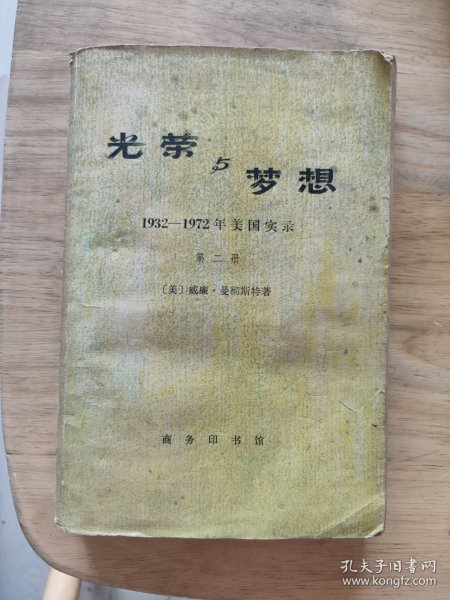 光荣与梦想
1932—1972年美国实录
第二册
〔美〕威廉·曼彻斯特著
商务印书馆
孔夫子旧书网
www.kongfz.com